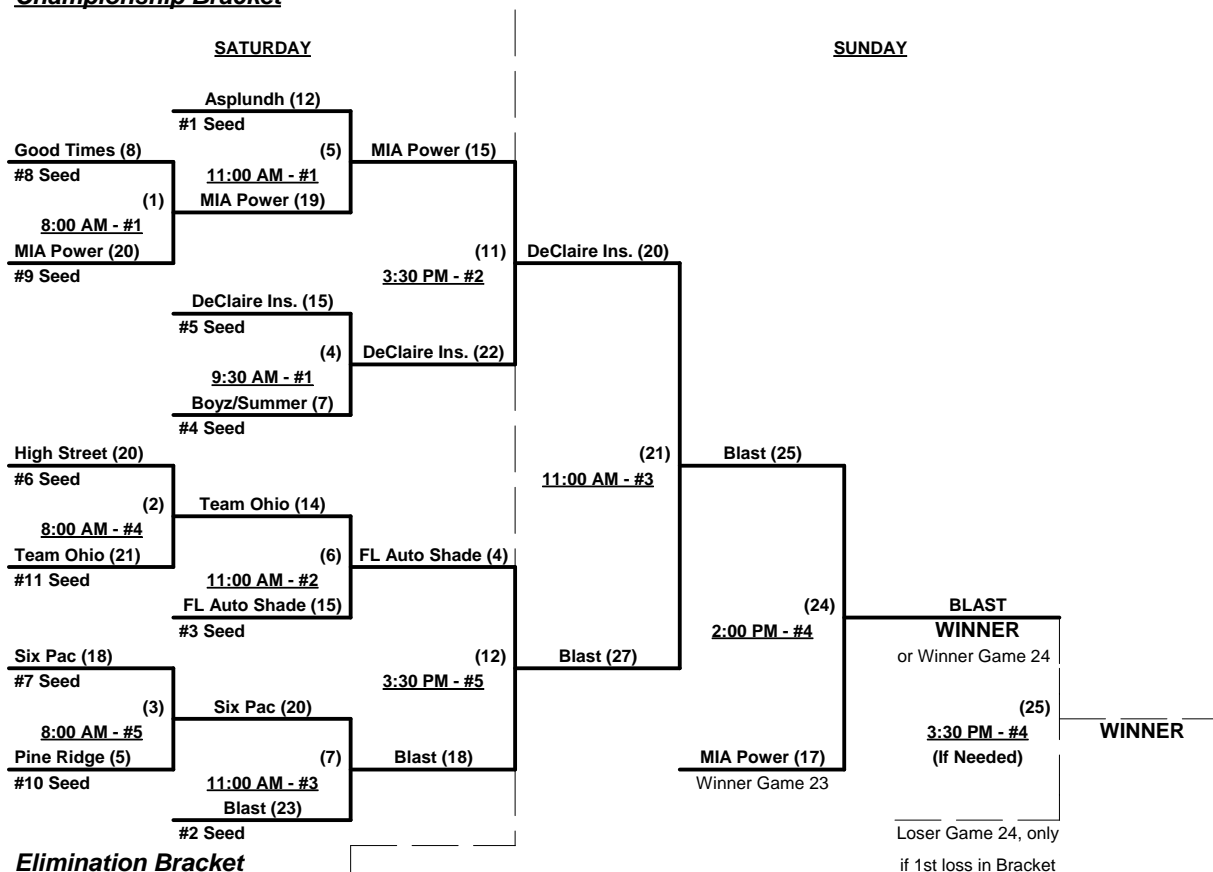 Championship Bracket
SATURDAY
SUNDAY
Asplundh (12)
#1 Seed
Good Times (8)
(5)
MIA Power (15)
#8 Seed
11:00 AM - #1
(1)
MIA Power (19)
8:00 AM - #1
MIA Power (20)
(11)
DeClaire Ins. (20)
#9 Seed
3:30 PM - #2
DeClaire Ins. (15)
#5 Seed
(4)
DeClaire Ins. (22)
9:30 AM - #1
Boyz/Summer (7)
#4 Seed
High Street (20)
(21)
Blast (25)
#6 Seed
11:00 AM - #3
(2)
Team Ohio (14)
8:00 AM - #4
Team Ohio (21)
(6)
FL Auto Shade (4)
#11 Seed
11:00 AM - #2
FL Auto Shade (15)
(24)
BLAST
#3 Seed
2:00 PM - #4
WINNER
Six Pac (18)
(12)
Blast (27)
or Winner Game 24
#7 Seed
3:30 PM - #5
(3)
Six Pac (20)
(25)
8:00 AM - #5
3:30 PM - #4
WINNER
Pine Ridge (5)
(7)
Blast (18)
MIA Power (17)
(If Needed)
#10 Seed
11:00 AM - #3
Winner Game 23
Blast (23)
#2 Seed
Loser Game 24, only
Elimination Bracket
if 1st loss in Bracket